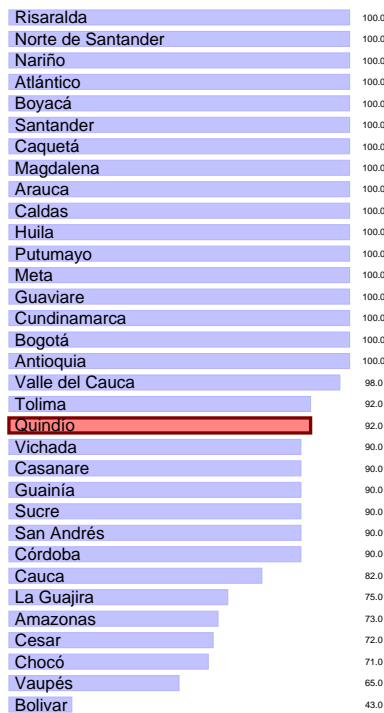 Risaralda 100.0
Norte de Santander 100.0
Nariño 100.0
Atlántico 100.0
Boyacá 100.0
Santander 100.0
Caquetá 100.0
Magdalena 100.0
Arauca 100.0
Caldas 100.0
Huila 100.0
Putumayo 100.0
Meta 100.0
Guaviare 100.0
Cundinamarca 100.0
Bogotá 100.0
Antioquia 100.0
Valle del Cauca 98.0
Tolima 92.0
Quindío 92.0
Vichada 90.0
Casanare 90.0
Guainía 90.0
Sucre 90.0
San Andrés 90.0
Córdoba 90.0
Cauca 82.0
La Guajira 75.0
Amazonas 73.0
Cesar 72.0
Chocó 71.0
Vaupés 65.0
Bolivar 43.0